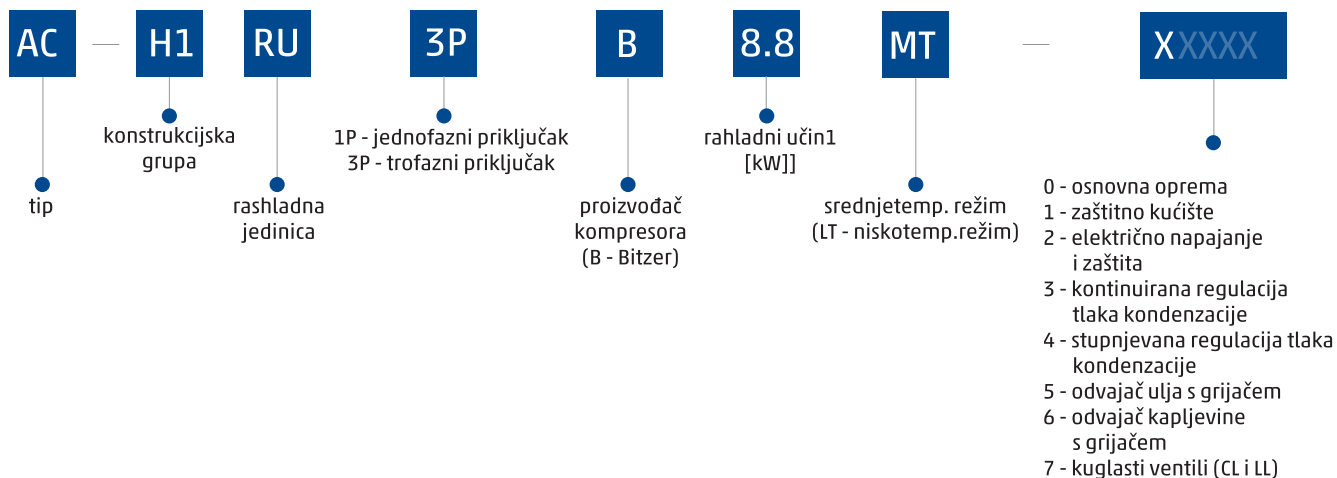 AC — H1 RU 3P B 8.8 MT — XXXXX
konstrukcijska
grupa
1P - jednofazni priključak
3P - trofazni priključak
rahladni učin1
[kW]]
tip
rashladna
jedinica
proizvođač
kompresora
(B - Bitzer)
srednjetemp. režim
(LT - niskotemp.režim)
0 - osnovna oprema
1 - zaštitno kućište
2 - električno napajanje
i zaštita
3 - kontinuirana regulacija
tlaka kondenzacije
4 - stupnjevana regulacija tlaka
kondenzacije
5 - odvajač ulja s grijačem
6 - odvajač kapljevine
s grijačem
7 - kuglasti ventili (CL i LL)